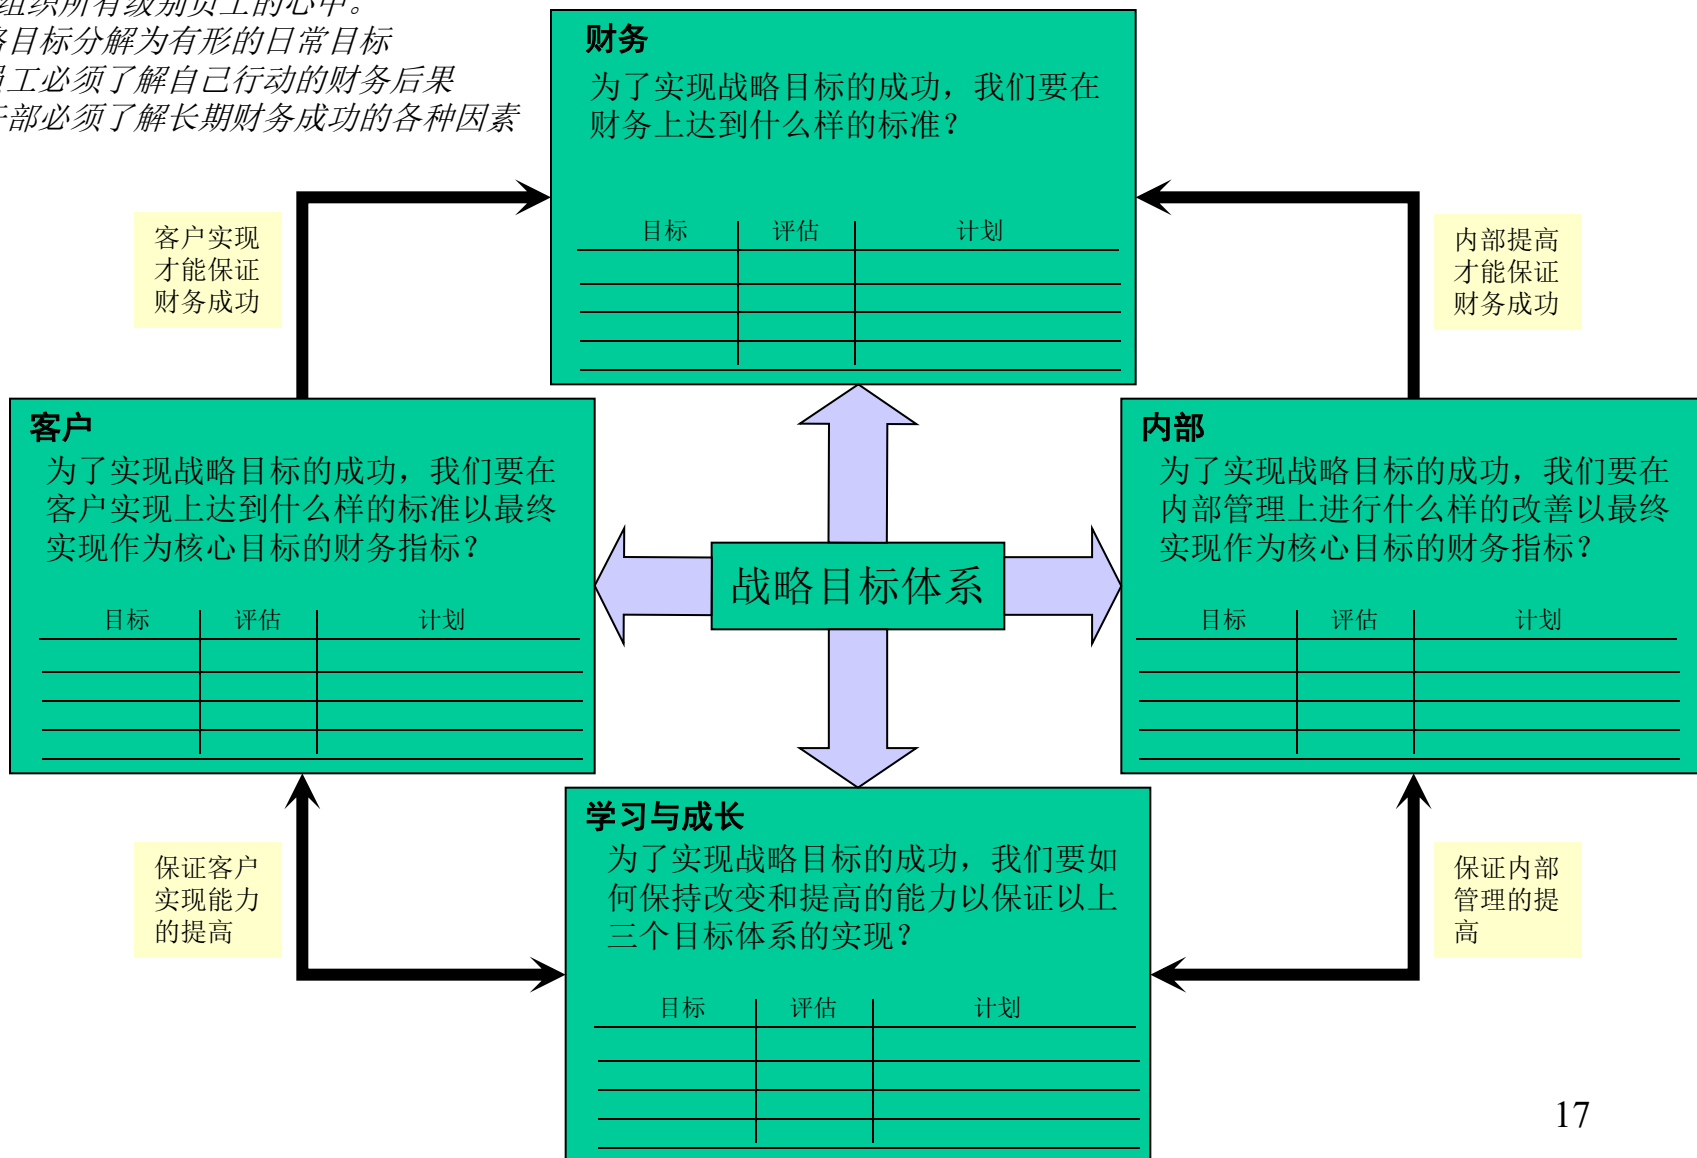 组织所有级别员工的心中。
目标分解为有形的日常目标
员工必须了解自己行动的财务后果
干部必须了解长期财务成功的各种因素
财务
为了实现战略目标的成功，我们要在
财务上达到什么样的标准？
目标 评估 计划
客户实现
才能保证
财务成功
内部提高
才能保证
财务成功
客户
为了实现战略目标的成功，我们要在
客户实现上达到什么样的标准以最终
实现作为核心目标的财务指标？
目标 评估 计划
战略目标体系
内部
为了实现战略目标的成功，我们要在
内部管理上进行什么样的改善以最终
实现作为核心目标的财务指标？
目标 评估 计划
保证客户
实现能力
的提高
学习与成长
为了实现战略目标的成功，我们要如
何保持改变和提高的能力以保证以上
三个目标体系的实现？
目标 评估 计划
保证内部
管理的提
高
17